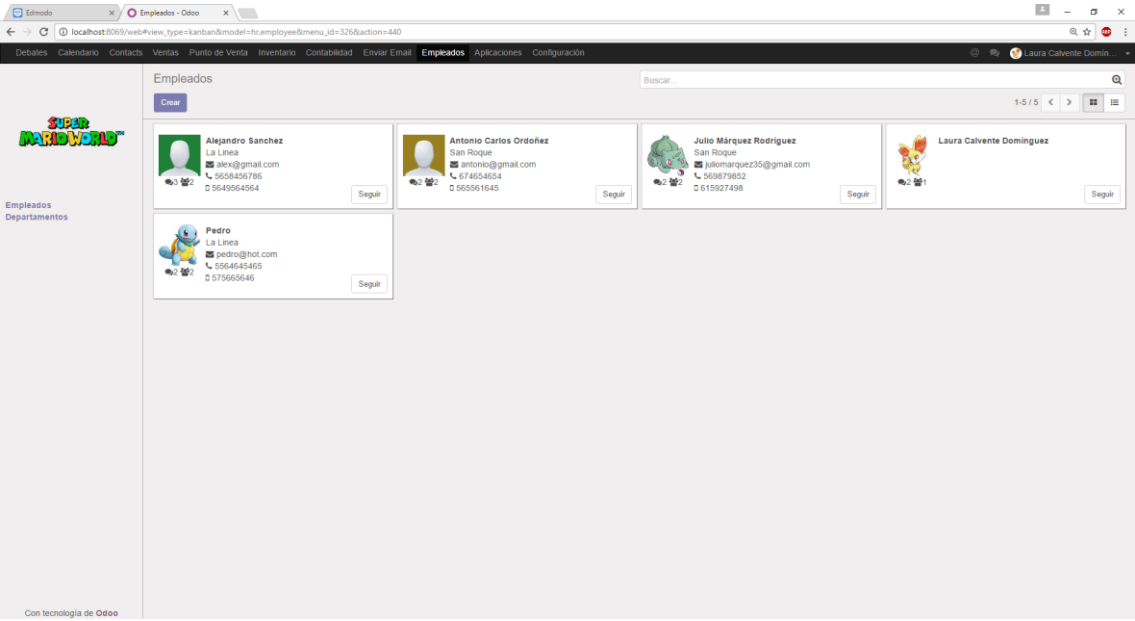 Edmodo
Empleados - Odoo
localhost:8069/web#view_type=kanban&model=hr.employee&menu_id=326&action=440
Debates Calendario Contacts Ventas Punto de Venta Inventario Contabilidad Enviar Email Empleados Aplicaciones Configuración
Laura Calvente Domín...
SUPER
MARIO WORLD™
Empleados
Departamentos
Empleados
Buscar...
Crear
1-5 / 5
Alejandro Sanchez
La Linea
alex@gmail.com
5658456786
5649564564
3 2
Seguir
Antonio Carlos Ordoñez
San Roque
antonio@gmail.com
674654654
565561645
2 2
Seguir
Julio Márquez Rodríguez
San Roque
juliomarquez35@gmail.com
569879852
615927498
2 2
Seguir
Laura Calvente Domínguez
2 1
Seguir
Pedro
La Linea
pedro@hot.com
5564645465
575665646
2 2
Seguir
Con tecnología de Odoo